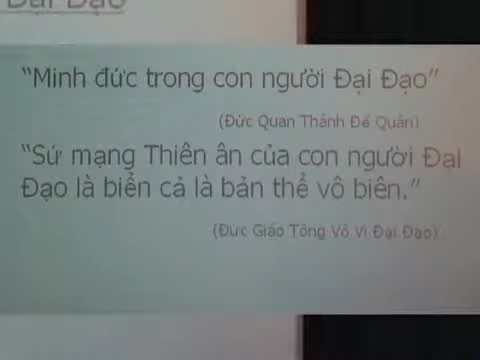 Đại Đạo
“Minh đức trong con người Đại Đạo”
(Đức Quan Thánh Đế Quân)
“Sứ mạng Thiên ân của con người Đại
Đạo là biển cả là bản thể vô biên.”
(Đức Giáo Tông Vô Vi Đại Đạo)